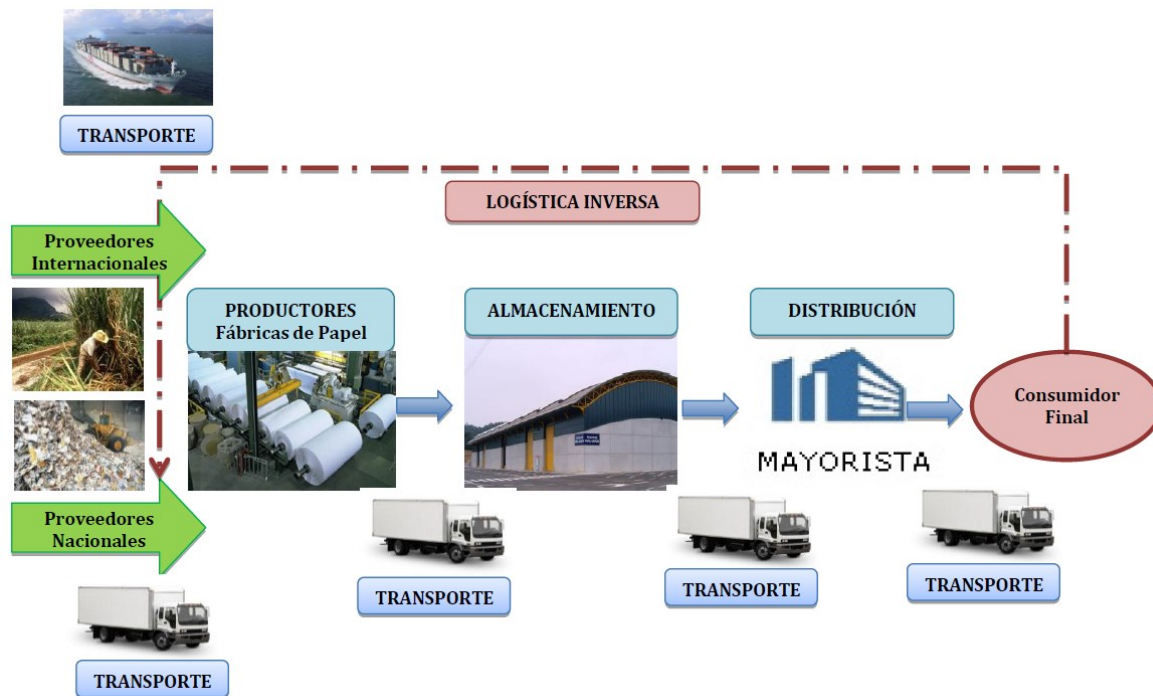 TRANSPORTE
LOGÍSTICA INVERSA
Proveedores
Internacionales
PRODUCTORES
Fábricas de Papel
ALMACENAMIENTO
DISTRIBUCIÓN
MAYORISTA
Consumidor
Final
Proveedores
Nacionales
TRANSPORTE
TRANSPORTE
TRANSPORTE
TRANSPORTE